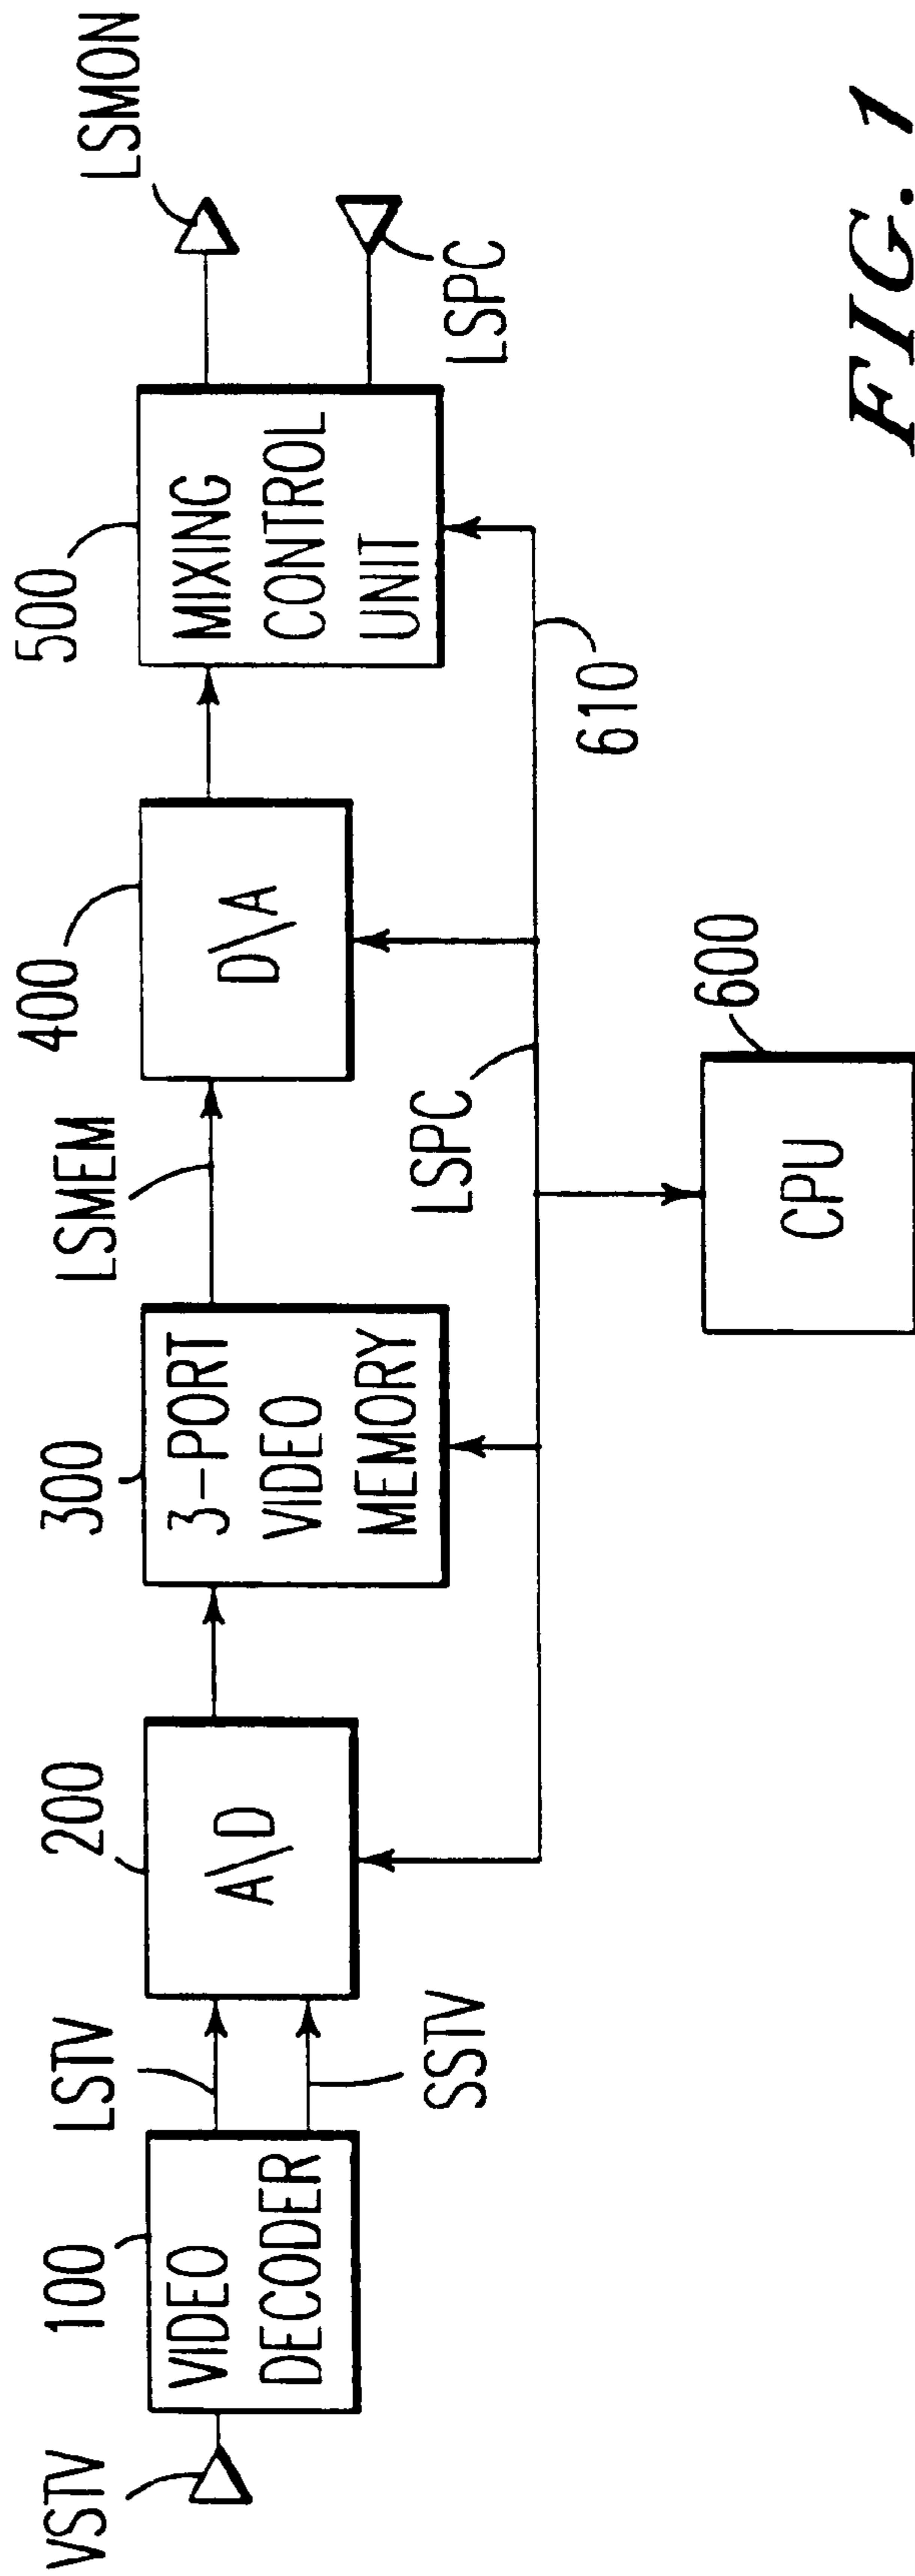 VSTV
100
VIDEO
DECODER
LSTV
SSTV
200
A\D
300
3-PORT
VIDEO
MEMORY
LSMEM
400
D\A
LSPC
500
MIXING
CONTROL
UNIT
610
LSMON
LSPC
600
CPU
FIG. 1